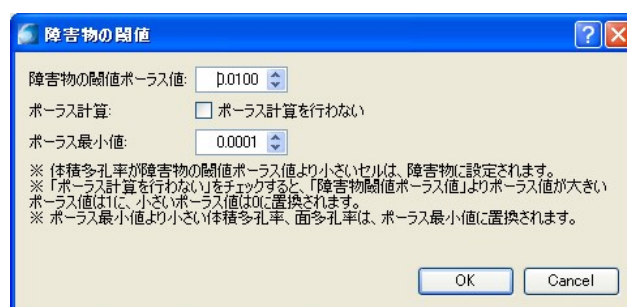 障害物の閾値
障害物の閾値ポーラス値: 0.0100
ポーラス計算: ポーラス計算を行わない
ポーラス最小値: 0.0001
※ 体積多孔率が障害物の閾値ポーラス値より小さいセルは、障害物に設定されます。
※「ポーラス計算を行わない」をチェックすると、「障害物閾値ポーラス値」よりポーラス値が大きい
ポーラス値は1に、小さいポーラス値は0に置換されます。
※ ポーラス最小値より小さい体積多孔率、面多孔率は、ポーラス最小値に置換されます。
OK Cancel